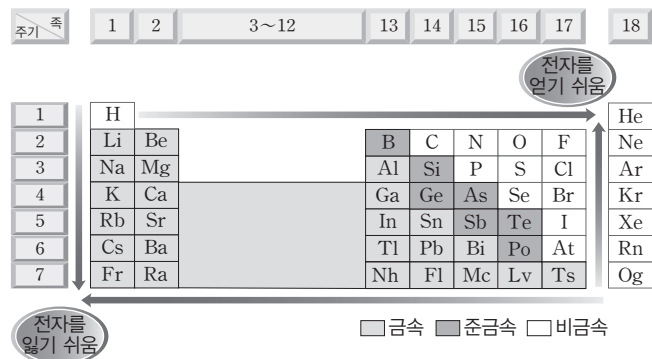 주기 족 1 2 3~12 13 14 15 16 17 18
전자를
얻기 쉬움
1 H He
2 Li Be B C N O F Ne
3 Na Mg Al Si P S Cl Ar
4 K Ca Ga Ge As Se Br Kr
5 Rb Sr In Sn Sb Te I Xe
6 Cs Ba Tl Pb Bi Po At Rn
7 Fr Ra Nh Fl Mc Lv Ts Og
전자를
잃기 쉬움
금속 준금속 비금속